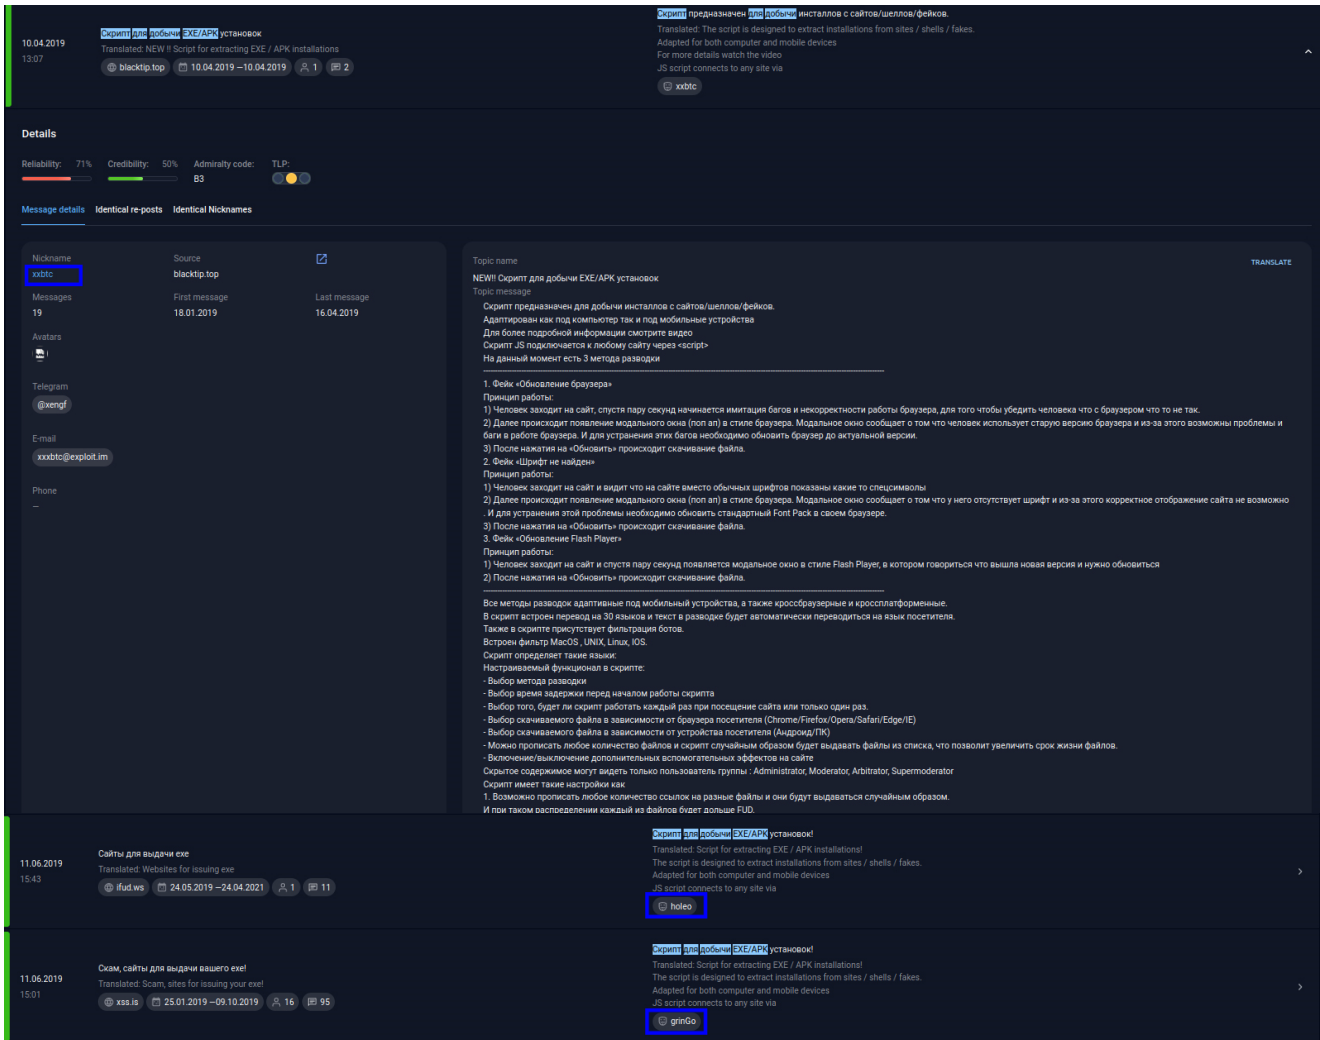 10.04.2019
13:07
Скрипт для добычи EXE/APK установок
Translated: NEW !! Script for extracting EXE / APK installations
blacktip.top 10.04.2019 —10.04.2019 1 2
Скрипт предназначен для добычи инсталлов с сайтов/шеллов/фейков.
Translated: The script is designed to extract installations from sites / shells / fakes.
Adapted for both computer and mobile devices
For more details watch the video
JS script connects to any site via
xxbtc
Details
Reliability: 71% Credibility: 50% Admiralty code: TLP:
B3
Message details Identical re-posts Identical Nicknames
Nickname Source
xxbtc blacktip.top
Messages First message Last message
19 18.01.2019 16.04.2019
Avatars
Telegram
@xengf
E-mail
xxxbtc@exploit.im
Phone
—
Topic name
TRANSLATE
NEW!! Скрипт для добычи EXE/APK установок
Topic message
Скрипт предназначен для добычи инсталлов с сайтов/шеллов/фейков.
Адаптирован как под компьютер так и под мобильные устройства
Для более подробной информации смотрите видео
Скрипт JS подключается к любому сайту через <script>
На данный момент есть 3 метода разводки
1. Фейк «Обновление браузера»
Принцип работы:
1) Человек заходит на сайт, спустя пару секунд начинается имитация багов и некорректности работы браузера, для того чтобы убедить человека что с браузером что то не так.
2) Далее происходит появление модального окна (поп ап) в стиле браузера. Модальное окно сообщает о том что человек использует старую версию браузера и из-за этого возможны проблемы и
баги в работе браузера. И для устранения этих багов необходимо обновить браузер до актуальной версии.
3) После нажатия на «Обновить» происходит скачивание файла.
2. Фейк «Шрифт не найден»
Принцип работы:
1) Человек заходит на сайт и видит что на сайте вместо обычных шрифтов показаны какие то спецсимволы
2) Далее происходит появление модального окна (поп ап) в стиле браузера. Модальное окно сообщает о том что у него отсутствует шрифт и из-за этого корректное отображение сайта не возможно
. И для устранения этой проблемы необходимо обновить стандартный Font Pack в своем браузере.
3) После нажатия на «Обновить» происходит скачивание файла.
3. Фейк «Обновление Flash Player»
Принцип работы:
1) Человек заходит на сайт и спустя пару секунд появляется модальное окно в стиле Flash Player, в котором говориться что вышла новая версия и нужно обновиться
2) После нажатия на «Обновить» происходит скачивание файла.
Все методы разводок адаптивные под мобильный устройства, а также кроссбраузерные и кроссплатформенные.
В скрипт встроен перевод на 30 языков и текст в разводке будет автоматически переводиться на язык посетителя.
Также в скрипте присутствует фильтрация ботов.
Встроен фильтр MacOS , UNIX, Linux, IOS.
Скрипт определяет такие языки:
Настраиваемый функционал в скрипте:
- Выбор метода разводки
- Выбор время задержки перед началом работы скрипта
- Выбор того, будет ли скрипт работать каждый раз при посещение сайта или только один раз.
- Выбор скачиваемого файла в зависимости от браузера посетителя (Chrome/Firefox/Opera/Safari/Edge/IE)
- Выбор скачиваемого файла в зависимости от устройства посетителя (Андроид/ПК)
- Можно прописать любое количество файлов и скрипт случайным образом будет выдавать файлы из списка, что позволит увеличить срок жизни файлов.
- Включение/выключение дополнительных вспомогательных эффектов на сайте
Скрытое содержимое могут видеть только пользователь группы : Administrator, Moderator, Arbitrator, Supermoderator
Скрипт имеет такие настройки как
1. Возможно прописать любое количество ссылок на разные файлы и они будут выдаваться случайным образом.
И при таком распределении каждый из файлов будет дольше FUD.
11.06.2019
15:43
Сайты для выдачи exe
Translated: Websites for issuing exe
ifud.ws 24.05.2019 —24.04.2021 1 11
Скрипт для добычи EXE/APK установок!
Translated: Script for extracting EXE / APK installations!
The script is designed to extract installations from sites / shells / fakes.
Adapted for both computer and mobile devices
JS script connects to any site via
holeo
11.06.2019
15:01
Скам, сайты для выдачи вашего exe!
Translated: Scam, sites for issuing your exe!
xss.is 25.01.2019 —09.10.2019 16 95
Скрипт для добычи EXE/APK установок!
Translated: Script for extracting EXE / APK installations!
The script is designed to extract installations from sites / shells / fakes.
Adapted for both computer and mobile devices
JS script connects to any site via
grinGo